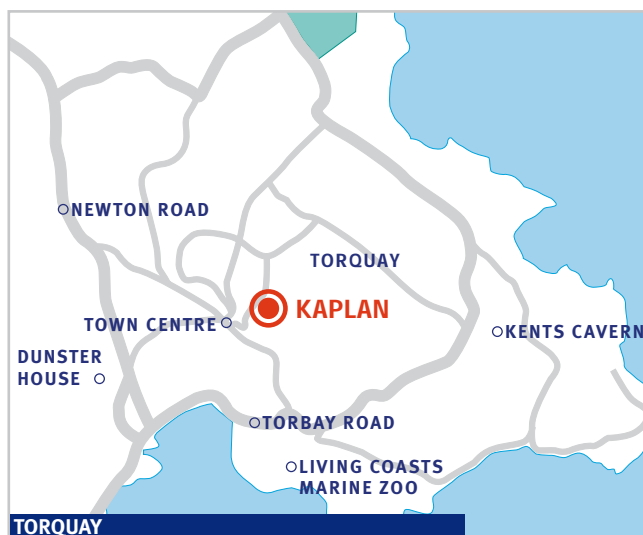 NEWTON ROAD
TORQUAY
KAPLAN
TOWN CENTRE
KENTS CAVERN
DUNSTER
HOUSE
TORBAY ROAD
LIVING COASTS
MARINE ZOO
TORQUAY